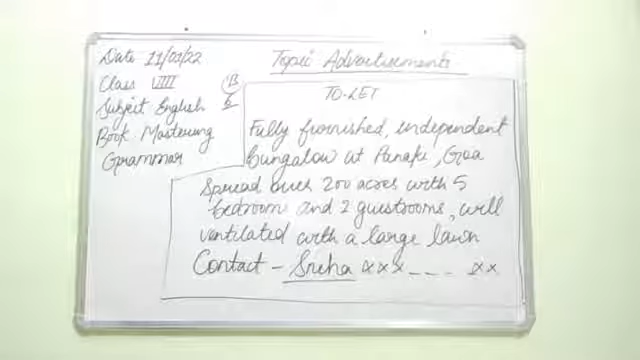 Date 11/01/22
Topic Advertisements
Class VIII
Subject English
Book Mastering
Grammar
B
6
TO-LET
Fully furnished, independent
bungalow at Panaji, Goa
Spread over 200 acres with 5
bedroom and 2 guestrooms, well
ventilated with a large lawn
Contact - Sneha xxx---- xx